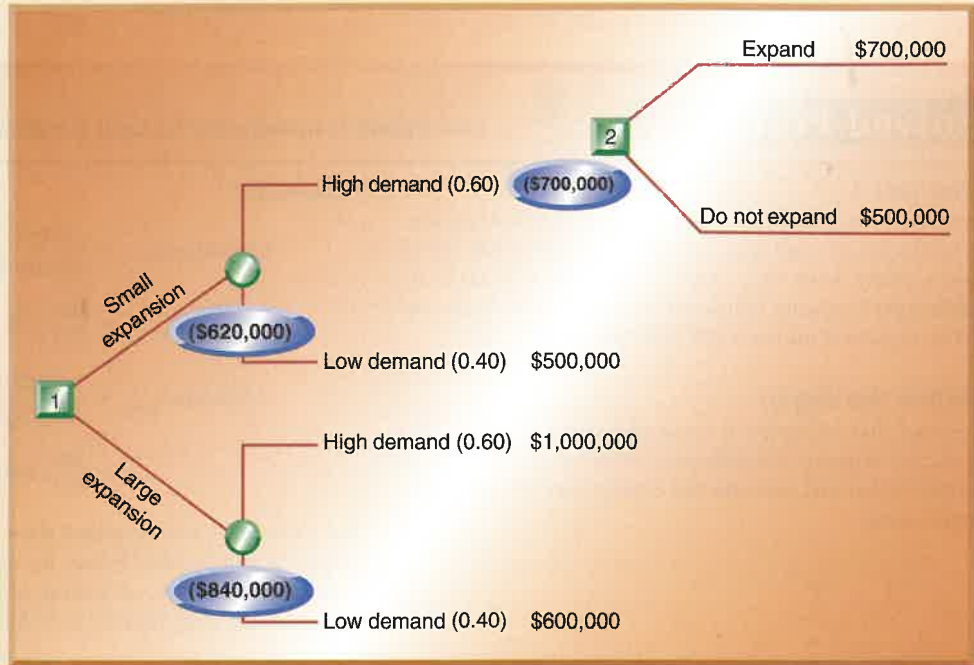 Expand $700,000
2
High demand (0.60) ($700,000)
Do not expand $500,000
Small
expansion
($620,000)
Low demand (0.40) $500,000
1
High demand (0.60) $1,000,000
Large
expansion
($840,000)
Low demand (0.40) $600,000